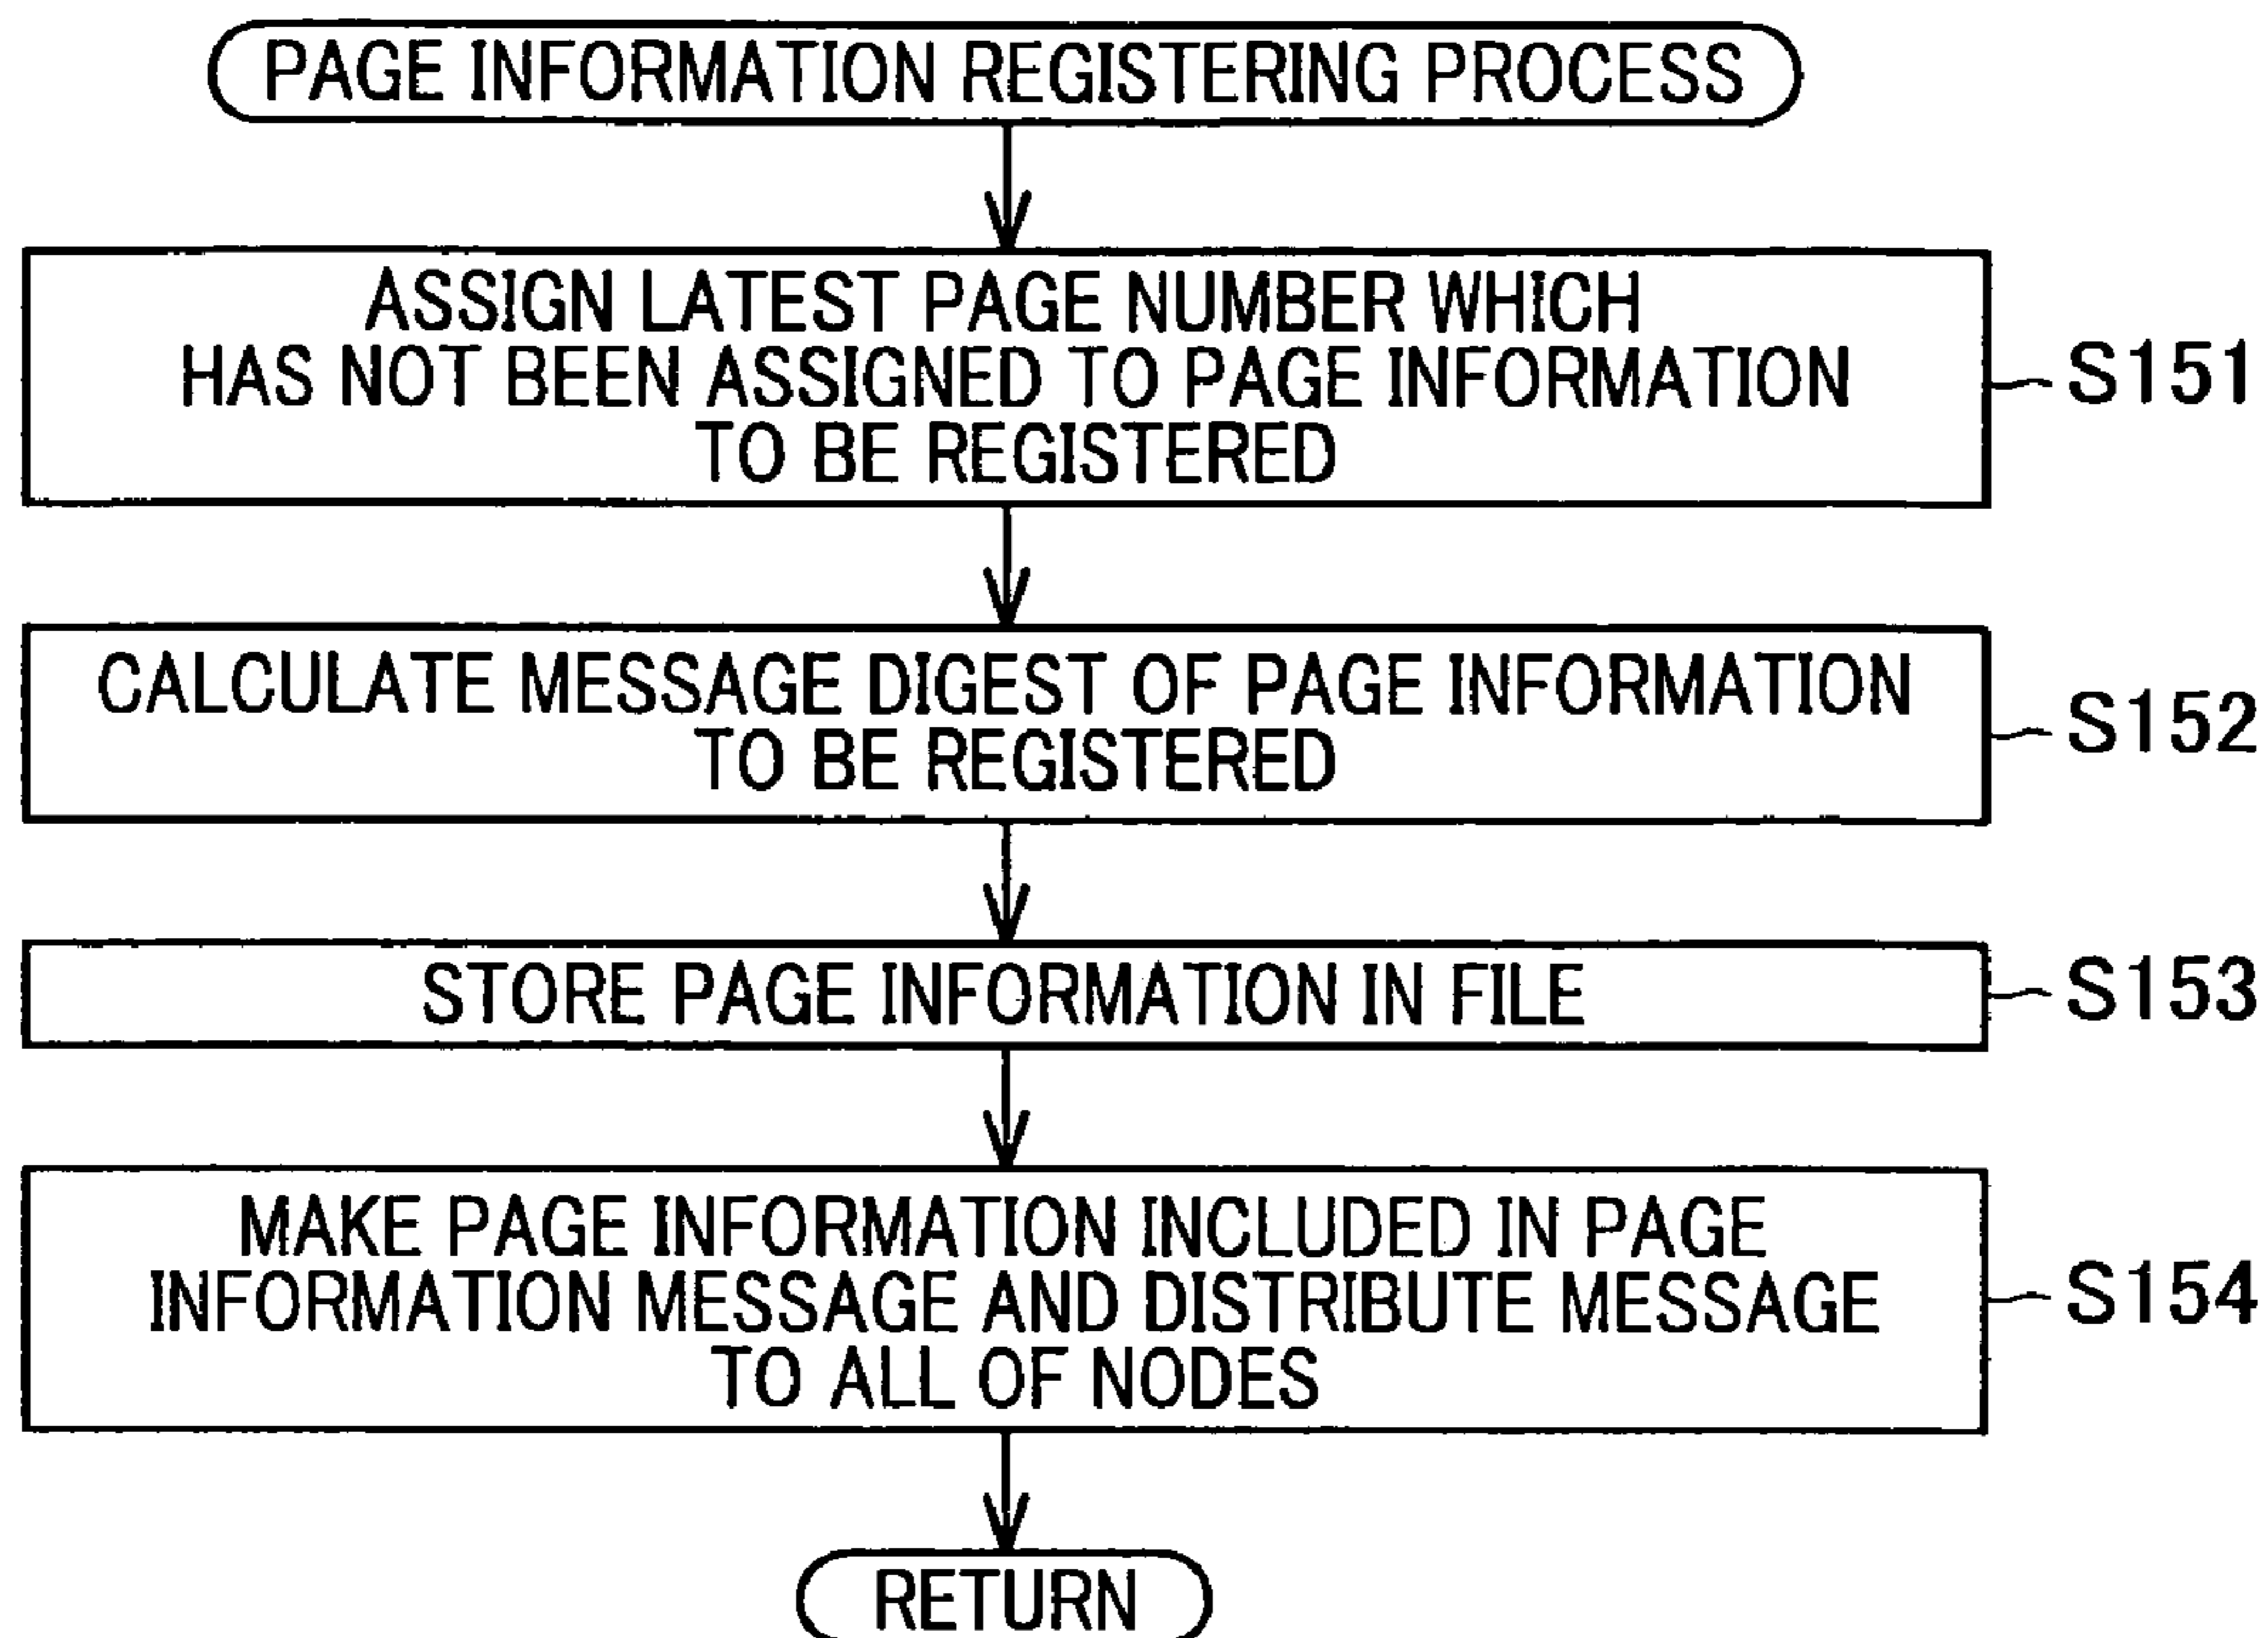 PAGE INFORMATION REGISTERING PROCESS
ASSIGN LATEST PAGE NUMBER WHICH
HAS NOT BEEN ASSIGNED TO PAGE INFORMATION
TO BE REGISTERED
S151
CALCULATE MESSAGE DIGEST OF PAGE INFORMATION
TO BE REGISTERED
S152
STORE PAGE INFORMATION IN FILE
S153
MAKE PAGE INFORMATION INCLUDED IN PAGE
INFORMATION MESSAGE AND DISTRIBUTE MESSAGE
TO ALL OF NODES
S154
RETURN